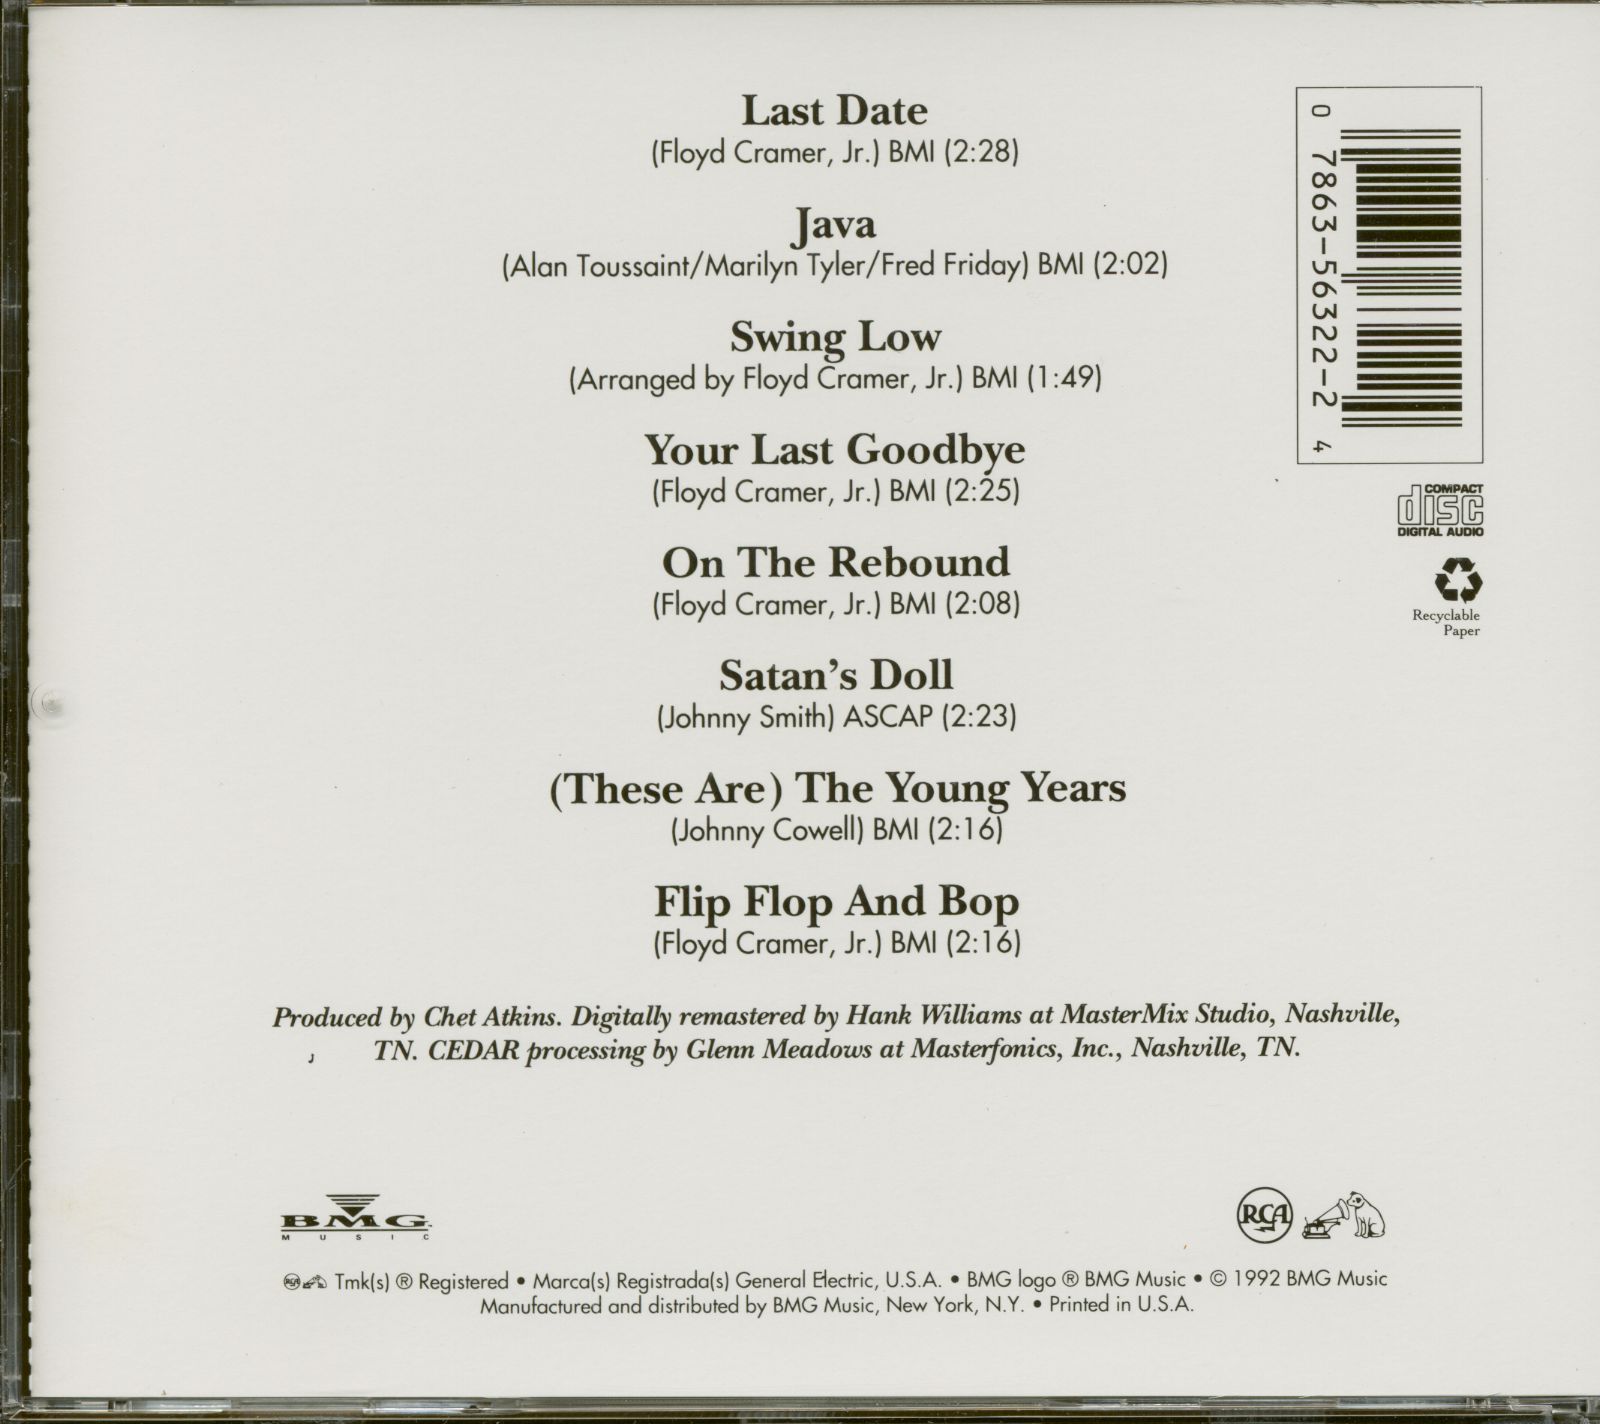 Last Date
(Floyd Cramer, Jr.) BMI (2:28)
Java
(Alan Toussaint/Marilyn Tyler/Fred Friday) BMI (2:02)
Swing Low
(Arranged by Floyd Cramer, Jr.) BMI (1:49)
Your Last Goodbye
(Floyd Cramer, Jr.) BMI (2:25)
On The Rebound
(Floyd Cramer, Jr.) BMI (2:08)
Satan's Doll
(Johnny Smith) ASCAP (2:23)
(These Are) The Young Years
(Johnny Cowell) BMI (2:16)
Flip Flop And Bop
(Floyd Cramer, Jr.) BMI (2:16)
0 7863-56322-2 4
COMPACT
disc
DIGITAL AUDIO
Recyclable
Paper
Produced by Chet Atkins. Digitally remastered by Hank Williams at MasterMix Studio, Nashville,
TN. CEDAR processing by Glenn Meadows at Masterfonics, Inc., Nashville, TN.
BMG
MUSIC
RCA
RCA Tmk(s) ® Registered • Marca(s) Registrada(s) General Electric, U.S.A. • BMG logo ® BMG Music • © 1992 BMG Music
Manufactured and distributed by BMG Music, New York, N.Y. • Printed in U.S.A.